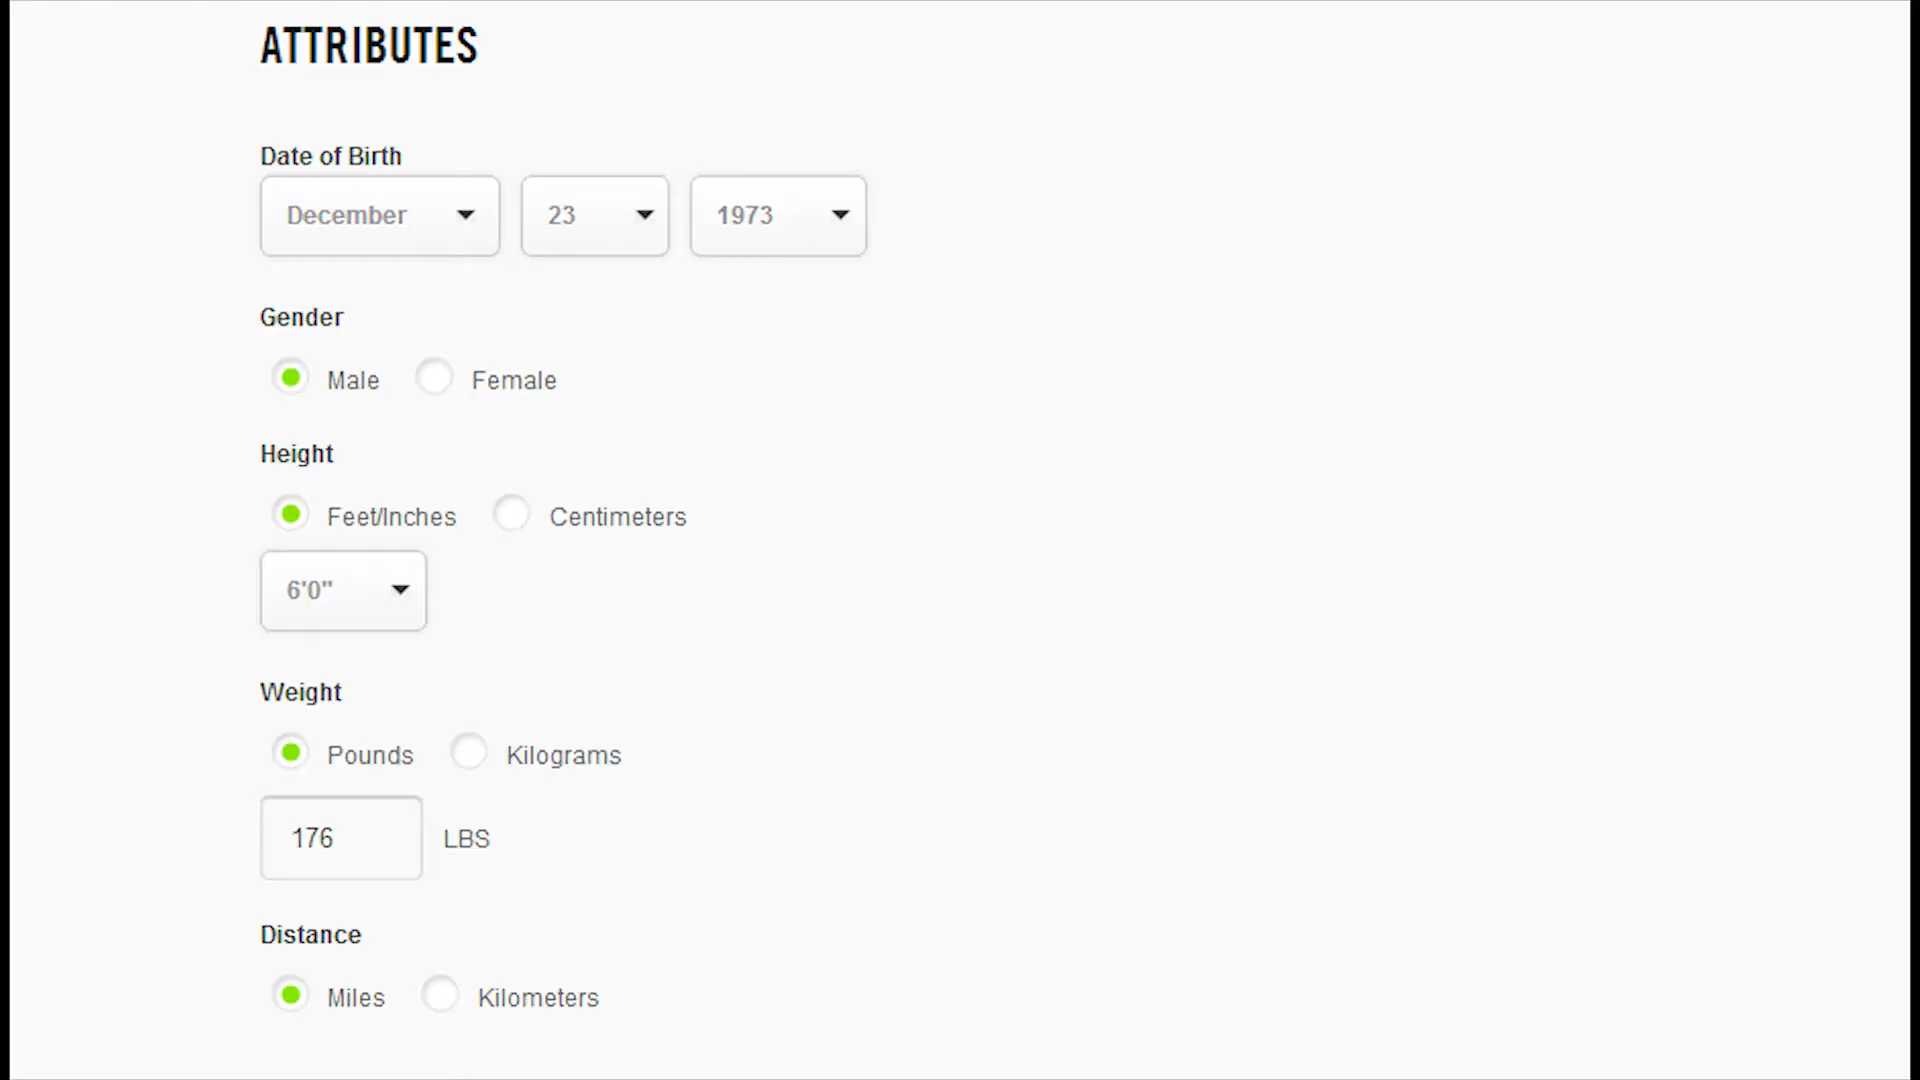 ATTRIBUTES
Date of Birth
December 23 1973
Gender
Male Female
Height
Feet/Inches Centimeters
6'0"
Weight
Pounds Kilograms
176 LBS
Distance
Miles Kilometers